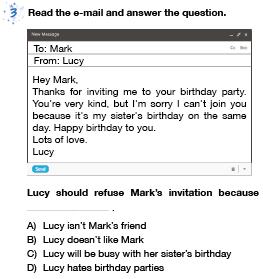 3 Read the e-mail and answer the question.
New Message
To: Mark Cc Bcc
From: Lucy
Hey Mark,
Thanks for inviting me to your birthday party.
You're very kind, but I'm sorry I can't join you
because it's my sister's birthday on the same
day. Happy birthday to you.
Lots of love.
Lucy
Send
Lucy should refuse Mark's invitation because
____________ .
A) Lucy isn't Mark's friend
B) Lucy doesn't like Mark
C) Lucy will be busy with her sister's birthday
D) Lucy hates birthday parties